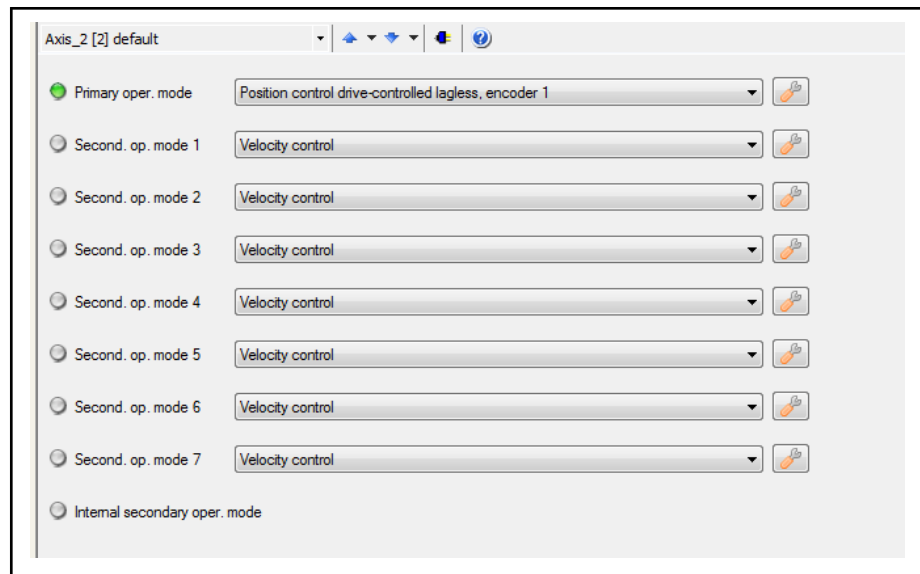 Axis_2 [2] default
Primary oper. mode Position control drive-controlled lagless, encoder 1
Second. op. mode 1 Velocity control
Second. op. mode 2 Velocity control
Second. op. mode 3 Velocity control
Second. op. mode 4 Velocity control
Second. op. mode 5 Velocity control
Second. op. mode 6 Velocity control
Second. op. mode 7 Velocity control
Internal secondary oper. mode